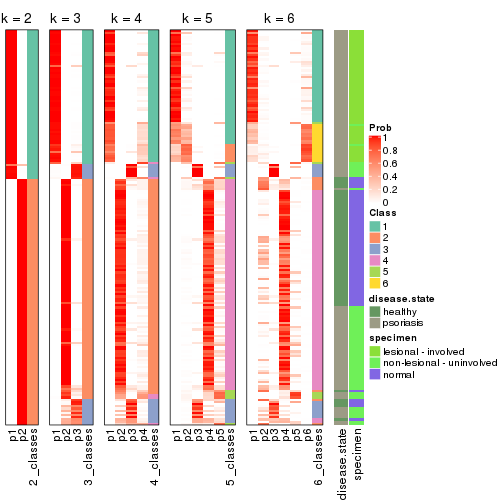 k = 2
k = 3
k = 4
k = 5
k = 6
p1
p2
2_classes
p1
p2
p3
3_classes
p1
p2
p3
p4
4_classes
p1
p2
p3
p4
p5
5_classes
p1
p2
p3
p4
p5
p6
6_classes
disease.state
specimen
Prob
1
0.8
0.6
0.4
0.2
0
Class
1
2
3
4
5
6
disease.state
healthy
psoriasis
specimen
lesional - involved
non-lesional - uninvolved
normal